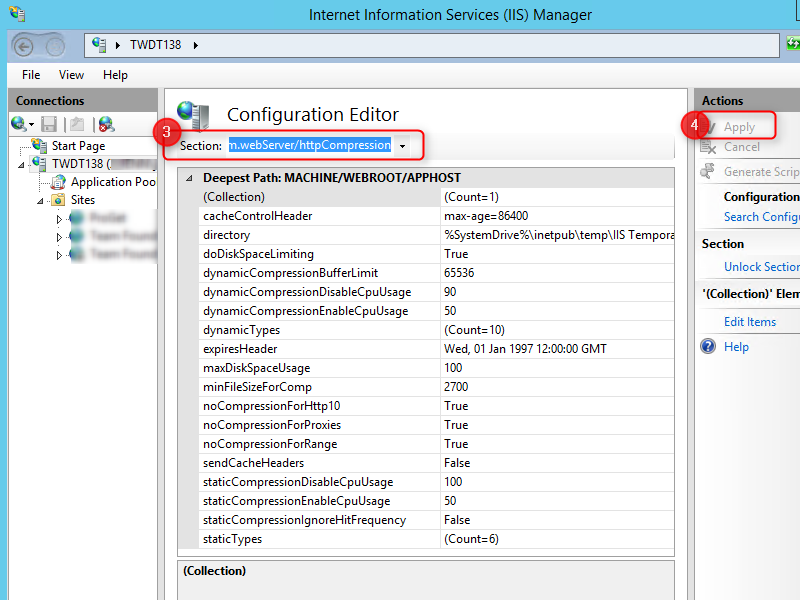 Internet Information Services (IIS) Manager
TWDT138
File View Help
Connections
Start Page
TWDT138 (
Application Poo
Sites
3
Configuration Editor
Section: m.webServer/httpCompression
Deepest Path: MACHINE/WEBROOT/APPHOST
(Collection) (Count=1)
cacheControlHeader max-age=86400
directory %SystemDrive%\inetpub\temp\IIS Tempora
doDiskSpaceLimiting True
dynamicCompressionBufferLimit 65536
dynamicCompressionDisableCpuUsage 90
dynamicCompressionEnableCpuUsage 50
dynamicTypes (Count=10)
expiresHeader Wed, 01 Jan 1997 12:00:00 GMT
maxDiskSpaceUsage 100
minFileSizeForComp 2700
noCompressionForHttp10 True
noCompressionForProxies True
noCompressionForRange True
sendCacheHeaders False
staticCompressionDisableCpuUsage 100
staticCompressionEnableCpuUsage 50
staticCompressionIgnoreHitFrequency False
staticTypes (Count=6)
(Collection)
Actions
4
Apply
Cancel
Generate Scrip
Configuration
Search Configu
Section
Unlock Section
'(Collection)' Elem
Edit Items
Help